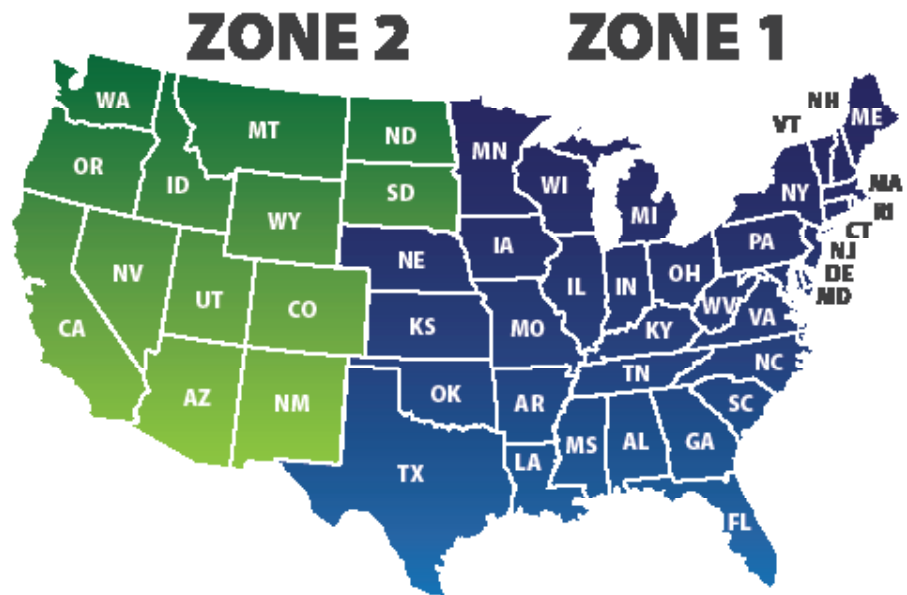 ZONE 2 ZONE 1
WA
MT
ND
MN
NH
ME
VT
OR
ID
SD
WI
MI
NY
MA
WY
RI
IA
PA
CT
NV
NE
NJ
UT
CO
IL
IN
OH
DE
WV
MD
CA
KS
MO
KY
VA
AZ
NM
OK
AR
TN
NC
SC
TX
LA
MS
AL
GA
FL